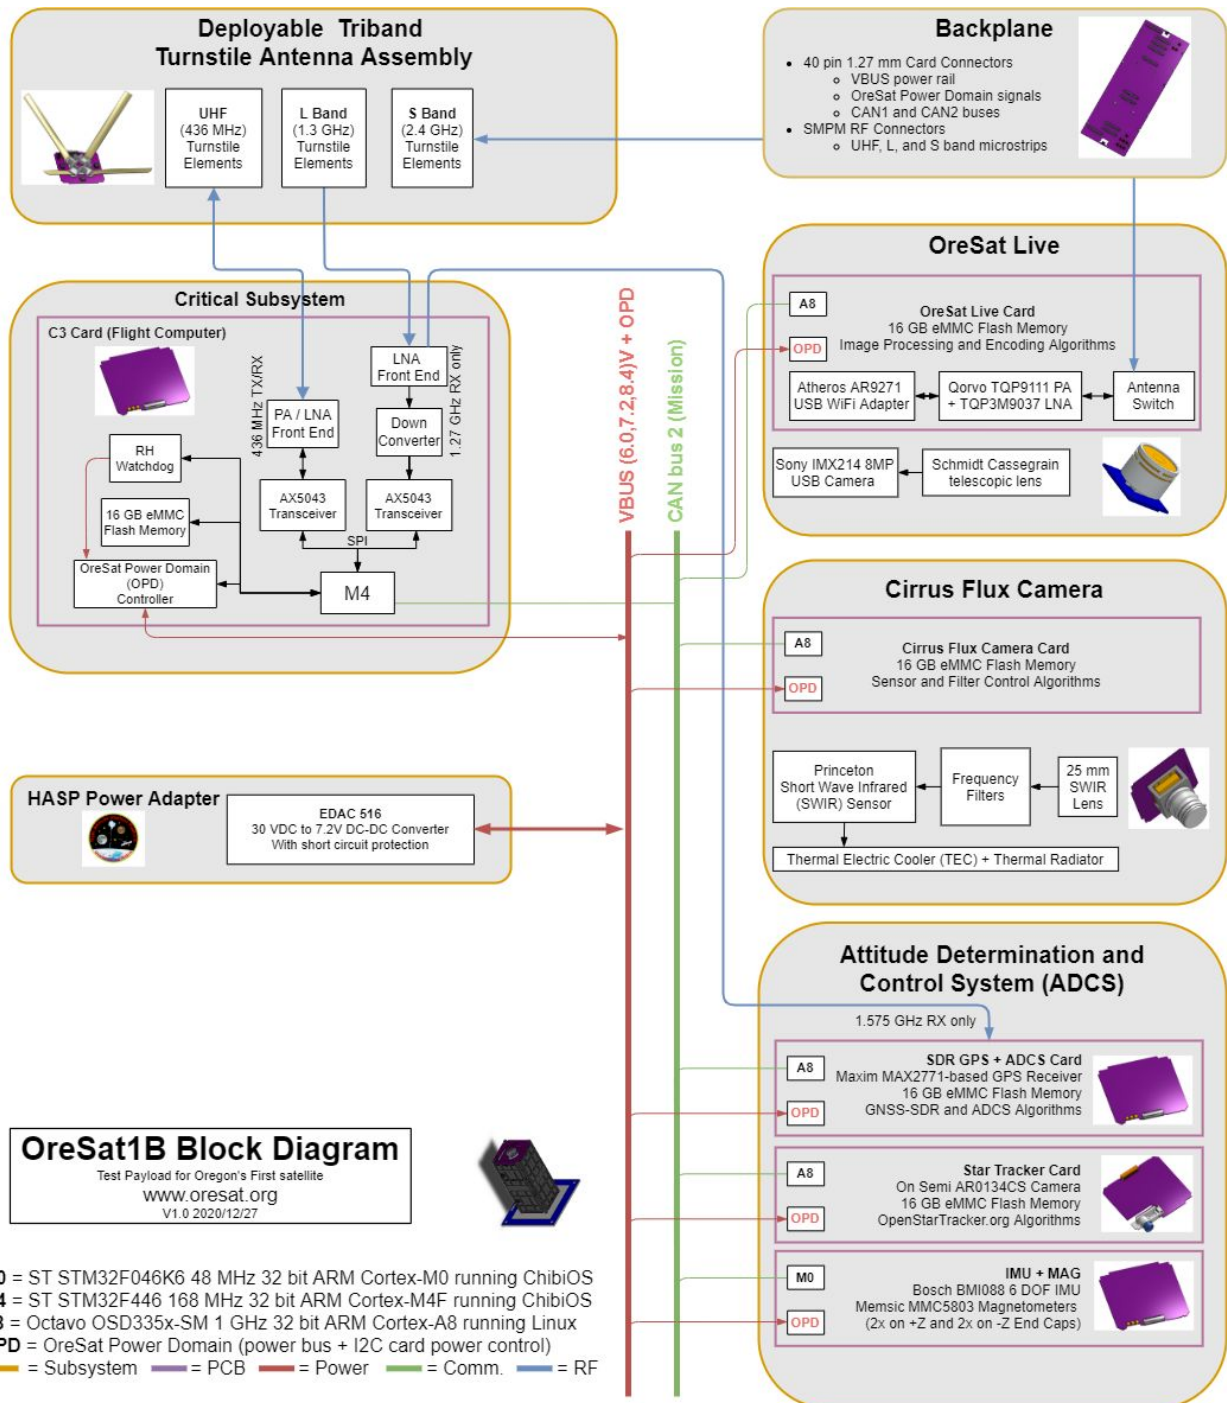 Deployable Triband
Turnstile Antenna Assembly
UHF
(436 MHz)
Turnstile
Elements
L Band
(1.3 GHz)
Turnstile
Elements
S Band
(2.4 GHz)
Turnstile
Elements
Backplane
• 40 pin 1.27 mm Card Connectors
○ VBUS power rail
○ OreSat Power Domain signals
○ CAN1 and CAN2 buses
• SMPM RF Connectors
○ UHF, L, and S band microstrips
Critical Subsystem
C3 Card (Flight Computer)
LNA
Front End
436 MHz TX/RX
PA / LNA
Front End
Down
Converter
1.27 GHz RX only
RH
Watchdog
AX5043
Transceiver
AX5043
Transceiver
16 GB eMMC
Flash Memory
SPI
OreSat Power Domain
(OPD)
Controller
M4
VBUS (6.0,7.2,8.4)V + OPD
CAN bus 2 (Mission)
OreSat Live
A8
OPD
OreSat Live Card
16 GB eMMC Flash Memory
Image Processing and Encoding Algorithms
Atheros AR9271
USB WiFi Adapter
Qorvo TQP9111 PA
+ TQP3M9037 LNA
Antenna
Switch
Sony IMX214 8MP
USB Camera
Schmidt Cassegrain
telescopic lens
Cirrus Flux Camera
A8
OPD
Cirrus Flux Camera Card
16 GB eMMC Flash Memory
Sensor and Filter Control Algorithms
Princeton
Short Wave Infrared
(SWIR) Sensor
Frequency
Filters
25 mm
SWIR
Lens
Thermal Electric Cooler (TEC) + Thermal Radiator
HASP Power Adapter
EDAC 516
30 VDC to 7.2V DC-DC Converter
With short circuit protection
Attitude Determination and
Control System (ADCS)
1.575 GHz RX only
A8
OPD
SDR GPS + ADCS Card
Maxim MAX2771-based GPS Receiver
16 GB eMMC Flash Memory
GNSS-SDR and ADCS Algorithms
A8
OPD
Star Tracker Card
On Semi AR0134CS Camera
16 GB eMMC Flash Memory
OpenStarTracker.org Algorithms
M0
OPD
IMU + MAG
Bosch BMI088 6 DOF IMU
Memsic MMC5803 Magnetometers
(2x on +Z and 2x on -Z End Caps)
OreSat1B Block Diagram
Test Payload for Oregon's First satellite
www.oresat.org
V1.0 2020/12/27
0 = ST STM32F046K6 48 MHz 32 bit ARM Cortex-M0 running ChibiOS
4 = ST STM32F446 168 MHz 32 bit ARM Cortex-M4F running ChibiOS
8 = Octavo OSD335x-SM 1 GHz 32 bit ARM Cortex-A8 running Linux
PD = OreSat Power Domain (power bus + I2C card power control)
= Subsystem = PCB = Power = Comm. = RF